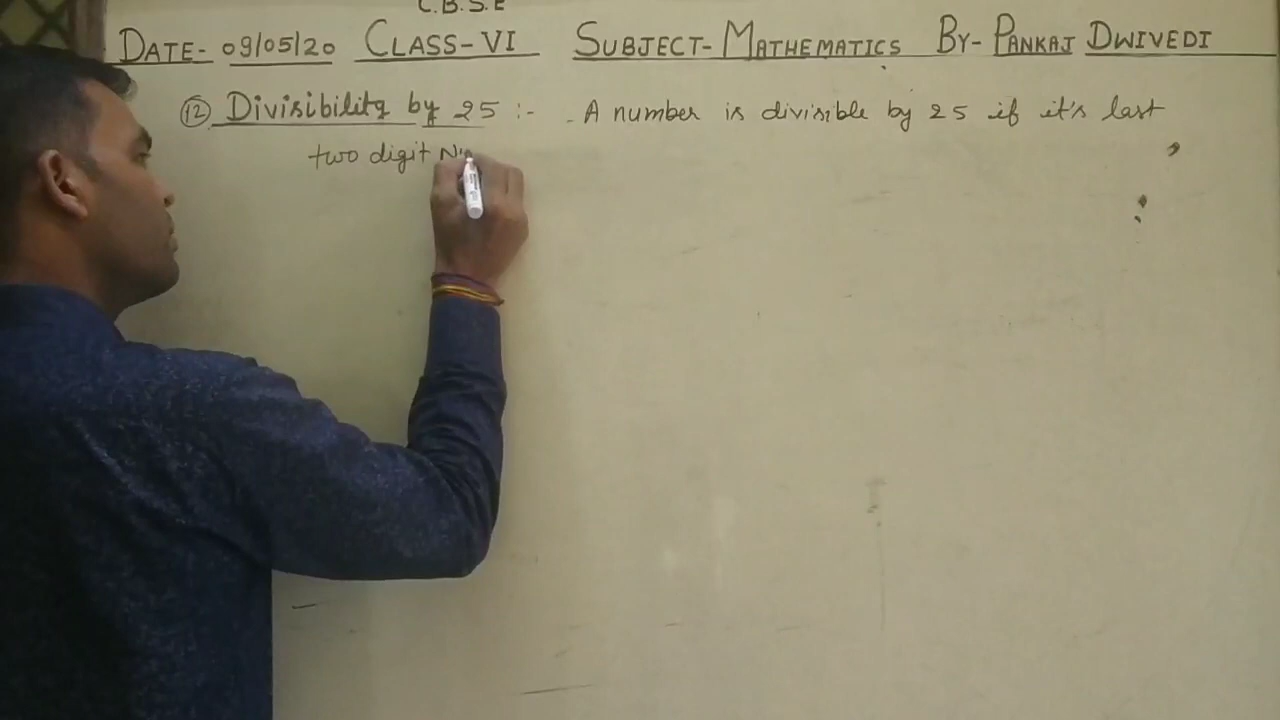 C.B.S.E
DATE- 09/05/20 CLASS-VI SUBJECT- MATHEMATICS BY- PANKAJ DWIVEDI
(12) Divisibility by 25 :- A number is divisible by 25 if it's last
two digit